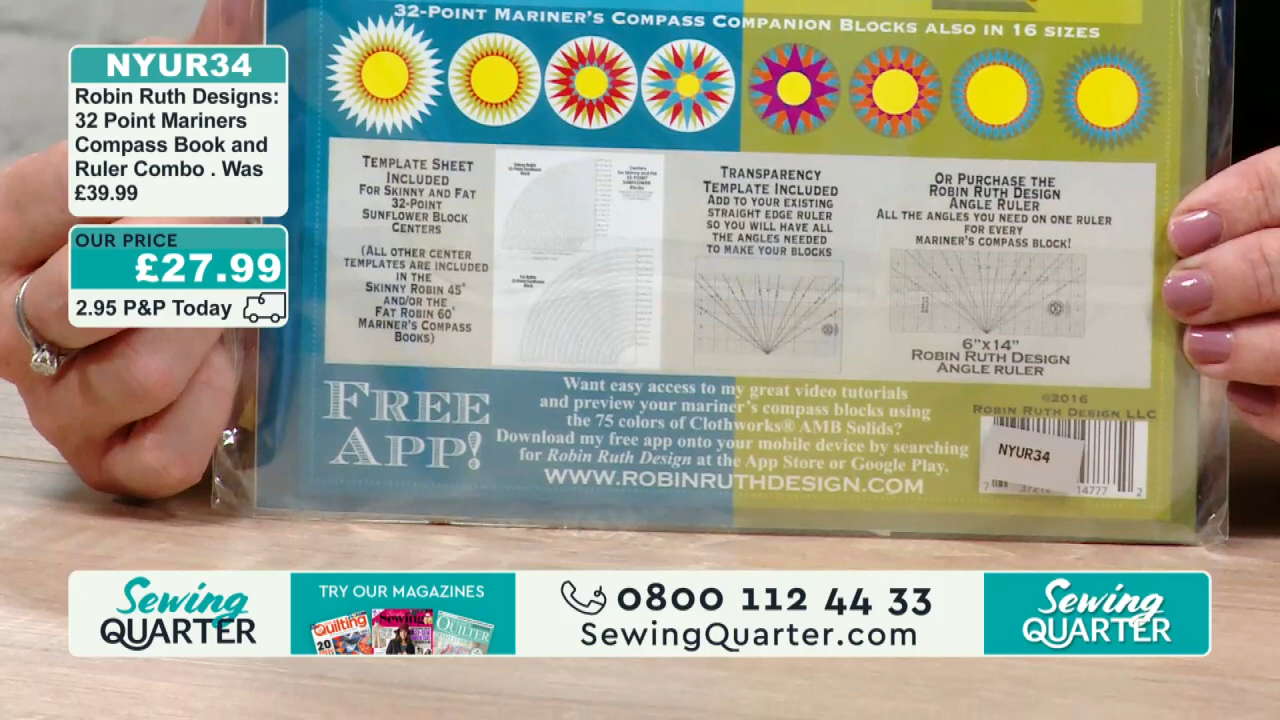 NYUR34
Robin Ruth Designs:
32 Point Mariners
Compass Book and
Ruler Combo . Was
£39.99
OUR PRICE
£27.99
2.95 P&P Today
32-POINT MARINER'S COMPASS COMPANION BLOCKS ALSO IN 16 SIZES
TEMPLATE SHEET
INCLUDED
FOR SKINNY AND FAT
32-POINT
SUNFLOWER BLOCK
CENTERS
(ALL OTHER CENTER
TEMPLATES ARE INCLUDED
IN THE
SKINNY ROBIN 45°
AND/OR THE
FAT ROBIN 60°
MARINER'S COMPASS
BOOKS)
TRANSPARENCY
TEMPLATE INCLUDED
ADD TO YOUR EXISTING
STRAIGHT EDGE RULER
SO YOU WILL HAVE ALL
THE ANGLES NEEDED
TO MAKE YOUR BLOCKS
OR PURCHASE THE
ROBIN RUTH DESIGN
ANGLE RULER
ALL THE ANGLES YOU NEED ON ONE RULER
FOR EVERY
MARINER'S COMPASS BLOCK!
6"X14"
ROBIN RUTH DESIGN
ANGLE RULER
FREE
APP!
Want easy access to my great video tutorials
and preview your mariner's compass blocks using
the 75 colors of Clothworks® AMB Solids?
Download my free app onto your mobile device by searching
for Robin Ruth Design at the App Store or Google Play.
WWW.ROBINRUTHDESIGN.COM
©2016
ROBIN RUTH DESIGN LLC
NYUR34
14777 2
Sewing
QUARTER
TRY OUR MAGAZINES
Quilting
20
Sewing
QUILTER
0800 112 44 33
SewingQuarter.com
Sewing
QUARTER